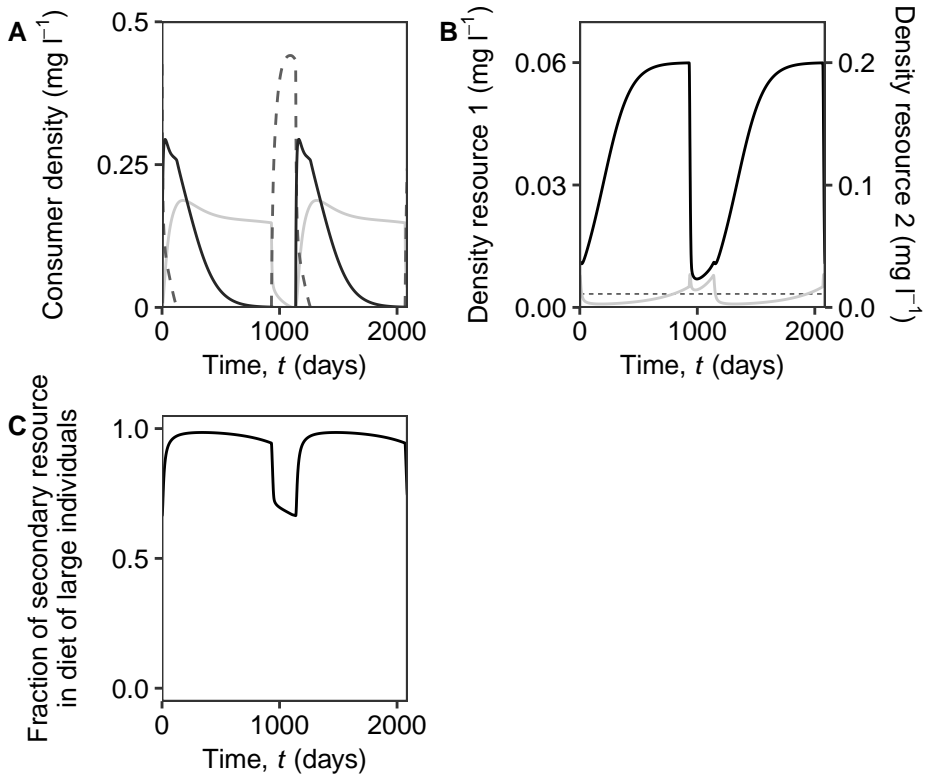 A
Consumer density (mg l⁻¹)
0.5
0.25
0
0
1000
2000
Time, t (days)
B
Density resource 1 (mg l⁻¹)
0.06
0.03
0.00
0
1000
2000
Time, t (days)
0.2
0.1
0.0
Density resource 2 (mg l⁻¹)
C
Fraction of secondary resource
in diet of large individuals
1.0
0.5
0.0
0
1000
2000
Time, t (days)